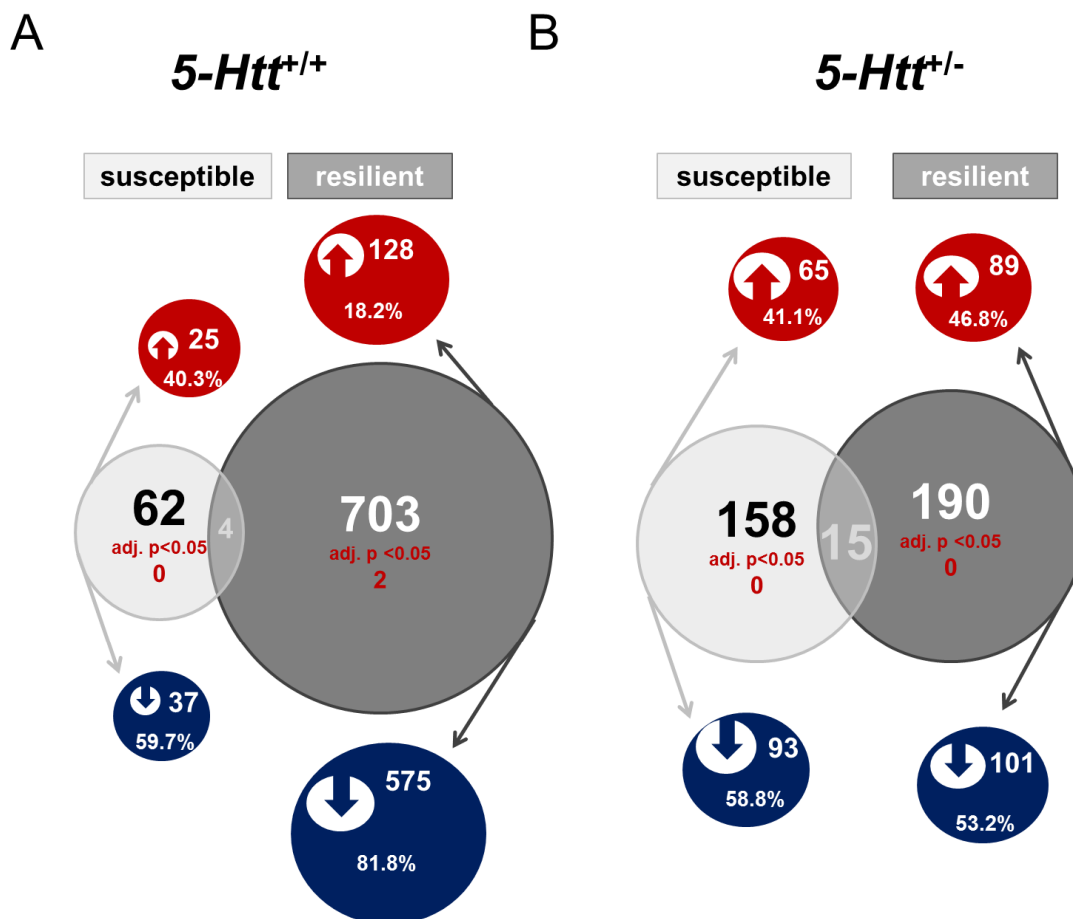 A
5-Htt+/+
susceptible
resilient
128
18.2%
25
40.3%
62
adj. p<0.05
0
4
703
adj. p <0.05
2
37
59.7%
575
81.8%
B
5-Htt+/-
susceptible
resilient
65
41.1%
89
46.8%
158
adj. p<0.05
0
15
190
adj. p <0.05
0
93
58.8%
101
53.2%